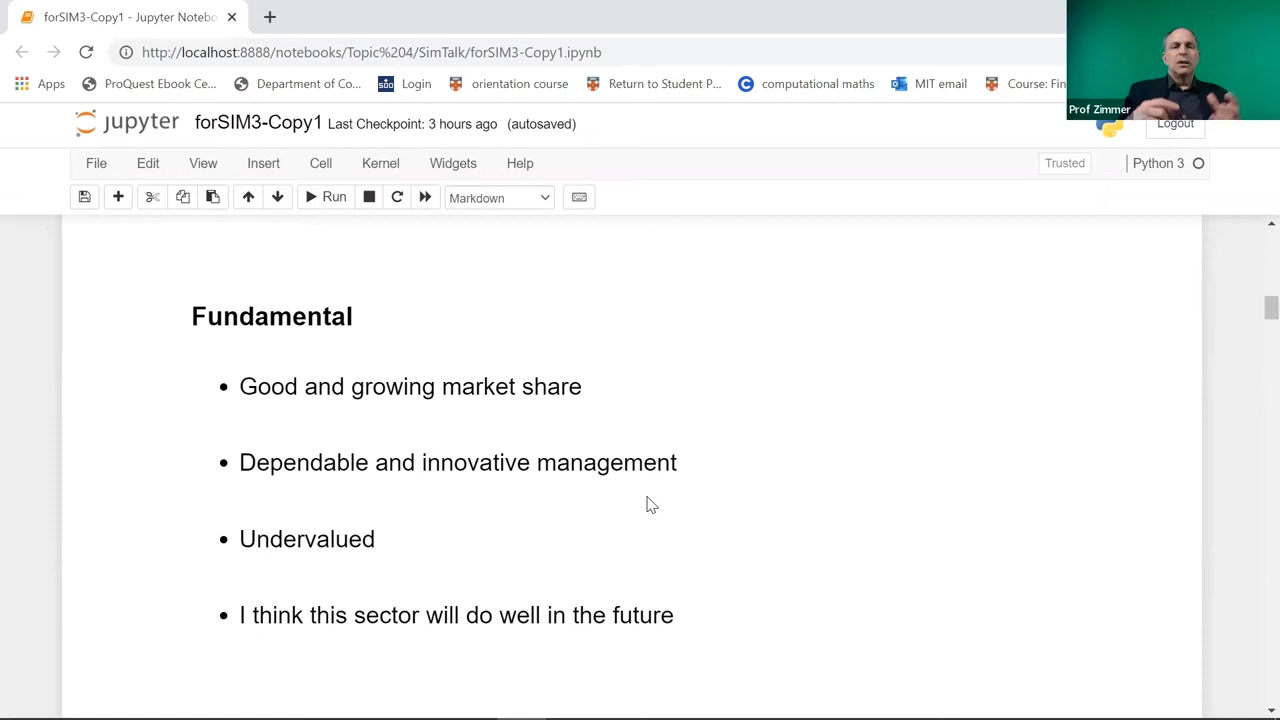 forSIM3-Copy1 - Jupyter Notebo
http://localhost:8888/notebooks/Topic%204/SimTalk/forSIM3-Copy1.ipynb
Apps ProQuest Ebook Ce... Department of Co... Login orientation course Return to Student P... computational maths MIT email Course: Fin
Prof Zimmer
jupyter forSIM3-Copy1 Last Checkpoint: 3 hours ago (autosaved) Logout
File Edit View Insert Cell Kernel Widgets Help Trusted Python 3
Run Markdown
Fundamental
• Good and growing market share
• Dependable and innovative management
• Undervalued
• I think this sector will do well in the future